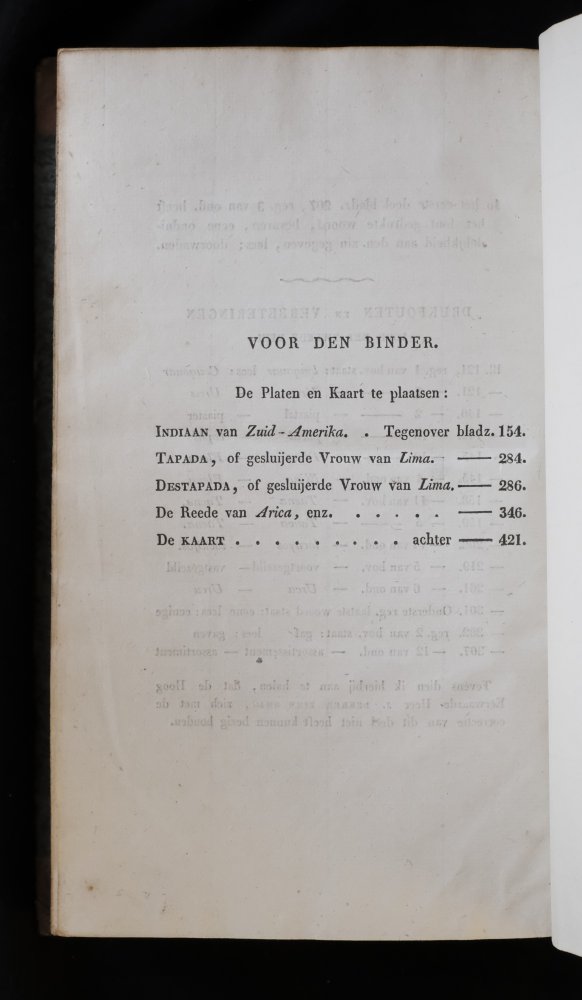 VOOR DEN BINDER.
De Platen en Kaart te plaatsen:
INDIAAN van Zuid-Amerika. . Tegenover bladz. 154.
TAPADA, of gesluijerde Vrouw van Lima. — 284.
DESTAPADA, of gesluijerde Vrouw van Lima. — 286.
De Reede van Arica, enz. . . . . . — 346.
De KAART . . . . . . . . . achter — 421.